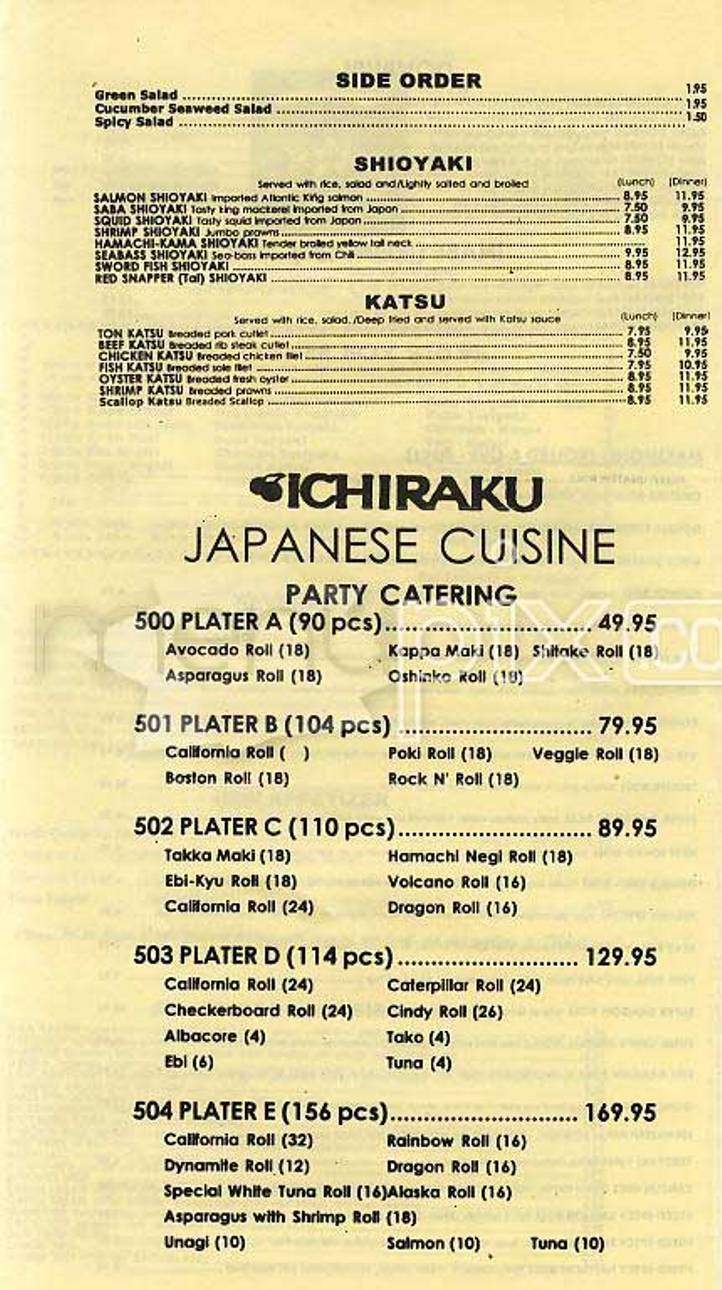 SIDE ORDER
Green Salad 1.95
Cucumber Seaweed Salad 1.95
Spicy Salad 1.50
SHIOYAKI
Served with rice, salad and/Lightly salted and broiled (Lunch) (Dinner)
SALMON SHIOYAKI Imported Atlantic King salmon 8.95 11.95
SABA SHIOYAKI Tasty king mackerel imported from Japan 7.50 9.95
SQUID SHIOYAKI Tasty squid imported from Japan 7.50 9.95
SHRIMP SHIOYAKI Jumbo prawns 8.95 11.95
HAMACHI-KAMA SHIOYAKI Tender broiled yellow tail neck 11.95
SEABASS SHIOYAKI Sea-bass imported from Chili 9.95 12.95
SWORD FISH SHIOYAKI 8.95 11.95
RED SNAPPER (Tai) SHIOYAKI 8.95 11.95
KATSU
Served with rice, salad, /Deep fried and served with Katsu sauce (Lunch) (Dinner)
TON KATSU Breaded pork cutlet 7.95 9.95
BEEF KATSU Breaded rib steak cutlet 8.95 11.95
CHICKEN KATSU Breaded chicken filet 7.50 9.95
FISH KATSU Breaded sole filet 7.95 10.95
OYSTER KATSU Breaded fresh oyster 8.95 11.95
SHRIMP KATSU Breaded prawns 8.95 11.95
Scallop Katsu Breaded Scallop 8.95 11.95
ICHIRAKU
JAPANESE CUISINE
PARTY CATERING
500 PLATER A (90 pcs) 49.95
Avocado Roll (18) Kappa Maki (18) Shitake Roll (18)
Asparagus Roll (18) Oshinko Roll (18)
501 PLATER B (104 pcs) 79.95
California Roll ( ) Poki Roll (18) Veggie Roll (18)
Boston Roll (18) Rock N' Roll (18)
502 PLATER C (110 pcs) 89.95
Takka Maki (18) Hamachi Negi Roll (18)
Ebi-Kyu Roll (18) Volcano Roll (16)
California Roll (24) Dragon Roll (16)
503 PLATER D (114 pcs) 129.95
California Roll (24) Caterpillar Roll (24)
Checkerboard Roll (24) Cindy Roll (26)
Albacore (4) Tako (4)
Ebi (6) Tuna (4)
504 PLATER E (156 pcs) 169.95
California Roll (32) Rainbow Roll (16)
Dynamite Roll (12) Dragon Roll (16)
Special White Tuna Roll (16) Alaska Roll (16)
Asparagus with Shrimp Roll (18)
Unagi (10) Salmon (10) Tuna (10)